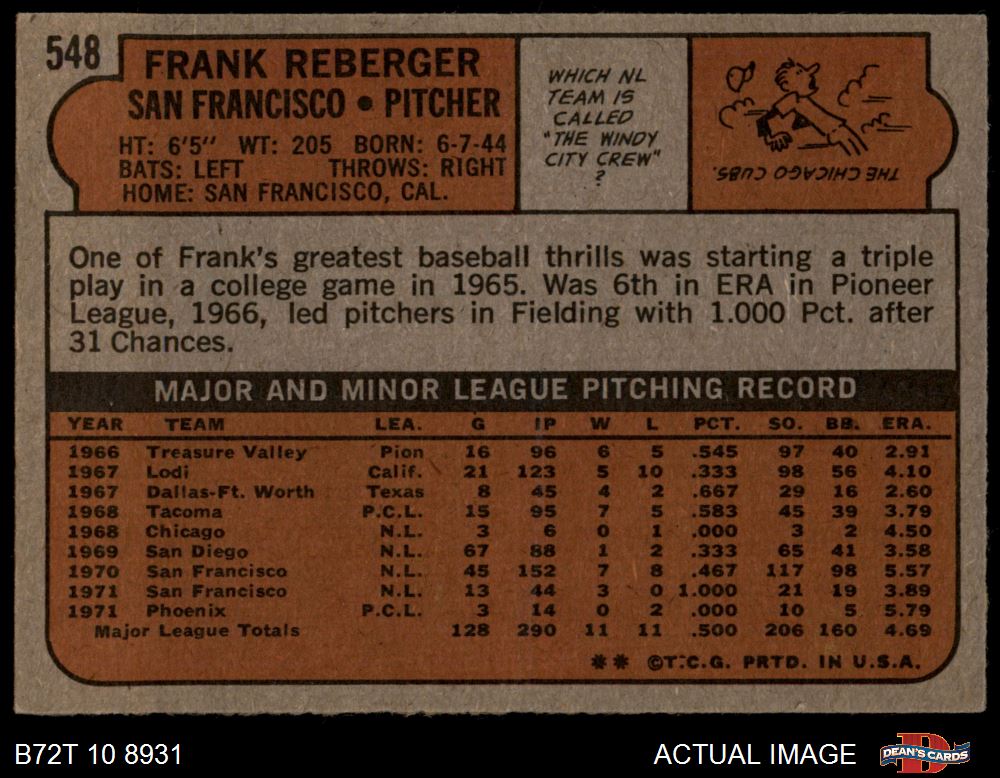 548
FRANK REBERGER
SAN FRANCISCO • PITCHER
HT: 6'5" WT: 205 BORN: 6-7-44
BATS: LEFT THROWS: RIGHT
HOME: SAN FRANCISCO, CAL.
WHICH NL
TEAM IS
CALLED
"THE WINDY
CITY CREW"
?
THE CHICAGO CUBS.
One of Frank's greatest baseball thrills was starting a triple
play in a college game in 1965. Was 6th in ERA in Pioneer
League, 1966, led pitchers in Fielding with 1.000 Pct. after
31 Chances.
MAJOR AND MINOR LEAGUE PITCHING RECORD
YEAR TEAM LEA. G IP W L PCT. SO. BB. ERA.
1966 Treasure Valley Pion 16 96 6 5 .545 97 40 2.91
1967 Lodi Calif. 21 123 5 10 .333 98 56 4.10
1967 Dallas-Ft. Worth Texas 8 45 4 2 .667 29 16 2.60
1968 Tacoma P.C.L. 15 95 7 5 .583 45 39 3.79
1968 Chicago N.L. 3 6 0 1 .000 3 2 4.50
1969 San Diego N.L. 67 88 1 2 .333 65 41 3.58
1970 San Francisco N.L. 45 152 7 8 .467 117 98 5.57
1971 San Francisco N.L. 13 44 3 0 1.000 21 19 3.89
1971 Phoenix P.C.L. 3 14 0 2 .000 10 5 5.79
Major League Totals 128 290 11 11 .500 206 160 4.69
** ©T.C.G. PRTD. IN U.S.A.
B72T 10 8931
ACTUAL IMAGE
DEAN'S CARDS